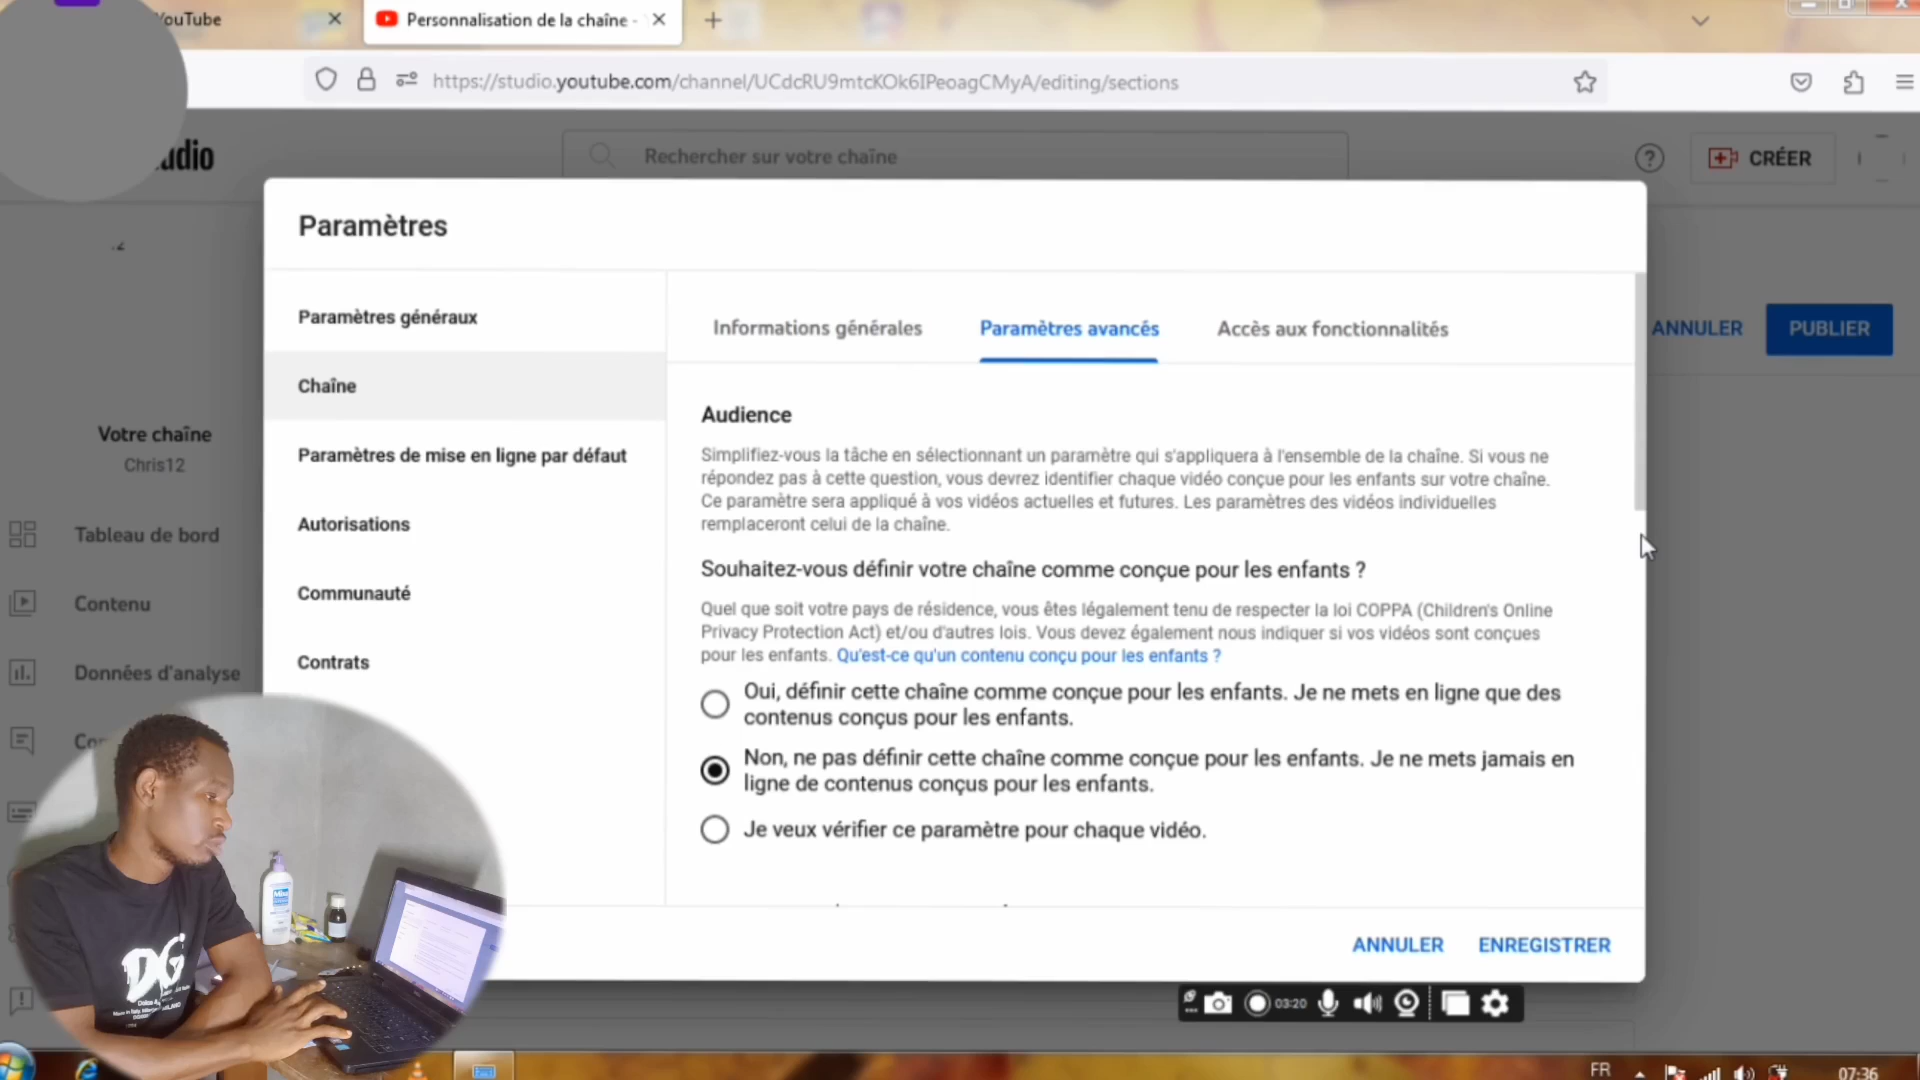 YouTube
Personnalisation de la chaîne -
https://studio.youtube.com/channel/UCdcRU9mtcKOk6IPeoagCMyA/editing/sections
udio
Rechercher sur votre chaîne
CRÉER
Paramètres
Paramètres généraux
Chaîne
Paramètres de mise en ligne par défaut
Autorisations
Communauté
Contrats
Informations générales
Paramètres avancés
Accès aux fonctionnalités
ANNULER
PUBLIER
Votre chaîne
Chris12
Tableau de bord
Contenu
Données d'analyse
Audience
Simplifiez-vous la tâche en sélectionnant un paramètre qui s'appliquera à l'ensemble de la chaîne. Si vous ne
répondez pas à cette question, vous devrez identifier chaque vidéo conçue pour les enfants sur votre chaîne.
Ce paramètre sera appliqué à vos vidéos actuelles et futures. Les paramètres des vidéos individuelles
remplaceront celui de la chaîne.
Souhaitez-vous définir votre chaîne comme conçue pour les enfants ?
Quel que soit votre pays de résidence, vous êtes légalement tenu de respecter la loi COPPA (Children's Online
Privacy Protection Act) et/ou d'autres lois. Vous devez également nous indiquer si vos vidéos sont conçues
pour les enfants. Qu'est-ce qu'un contenu conçu pour les enfants ?
Oui, définir cette chaîne comme conçue pour les enfants. Je ne mets en ligne que des
contenus conçus pour les enfants.
Non, ne pas définir cette chaîne comme conçue pour les enfants. Je ne mets jamais en
ligne de contenus conçus pour les enfants.
Je veux vérifier ce paramètre pour chaque vidéo.
ANNULER
ENREGISTRER
03:20
DG
FR
07:36